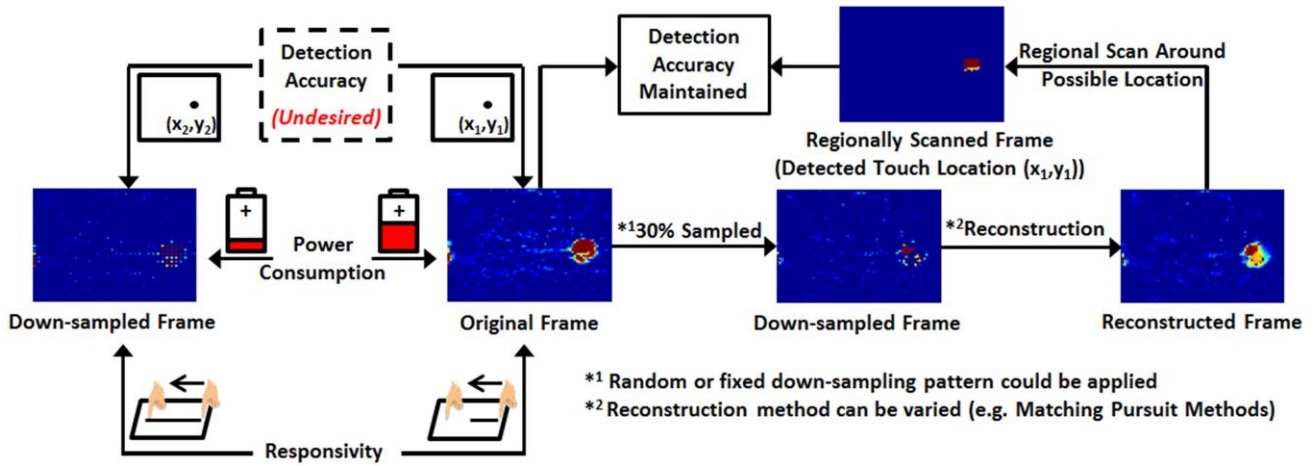 Detection
Accuracy
(Undesired)
(x₂,y₂)
(x₁,y₁)
Detection
Accuracy
Maintained
Regional Scan Around
Possible Location
Regionally Scanned Frame
(Detected Touch Location (x₁,y₁))
+
Power
Consumption
+
*¹30% Sampled
*²Reconstruction
Down-sampled Frame
Original Frame
Down-sampled Frame
Reconstructed Frame
Responsivity
*¹ Random or fixed down-sampling pattern could be applied
*² Reconstruction method can be varied (e.g. Matching Pursuit Methods)